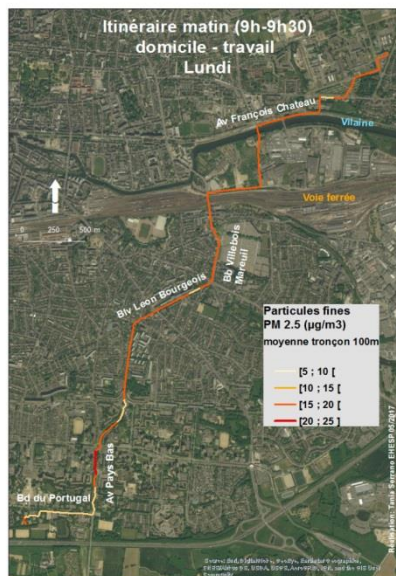 Itinéraire matin (9h-9h30)
domicile - travail
Lundi
Av François Chateau
Vilaine
Voie ferrée
0 250 500 m
Bb Villebois
Mareuil
Blv Leon Bourgeois
Particules fines
PM 2.5 (µg/m3)
moyenne tronçon 100m
[5 ; 10 [
[10 ; 15 [
[15 ; 20 [
[20 ; 25 ]
Av Pays Bas
Bd du Portugal
Réalisation: Tania Serrano EHESP 05/2017